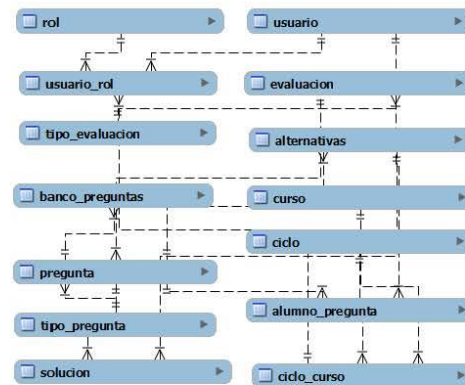 rol
usuario
usuario_rol
evaluacion
tipo_evaluacion
alternativas
banco_preguntas
curso
ciclo
pregunta
alumno_pregunta
tipo_pregunta
solucion
ciclo_curso